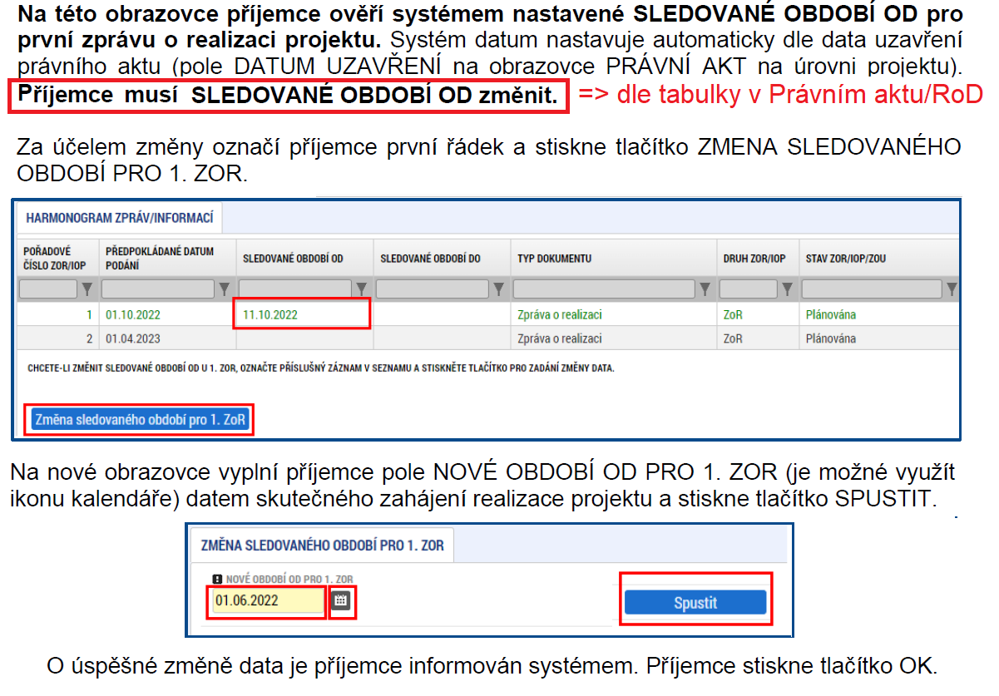 Na této obrazovce příjemce ověří systémem nastavené SLEDOVANÉ OBDOBÍ OD pro
první zprávu o realizaci projektu. Systém datum nastavuje automaticky dle data uzavření
právního aktu (pole DATUM UZAVŘENÍ na obrazovce PRÁVNÍ AKT na úrovni projektu).
Příjemce musí SLEDOVANÉ OBDOBÍ OD změnit. => dle tabulky v Právním aktu/RoD
Za účelem změny označí příjemce první řádek a stiskne tlačítko ZMENA SLEDOVANÉHO
OBDOBÍ PRO 1. ZOR.
HARMONOGRAM ZPRÁV/INFORMACÍ
POŘADOVÉ ČÍSLO ZOR/IOP PŘEDPOKLÁDANÉ DATUM PODÁNÍ SLEDOVANÉ OBDOBÍ OD SLEDOVANÉ OBDOBÍ DO TYP DOKUMENTU DRUH ZOR/IOP STAV ZOR/IOP/ZOU
1 01.10.2022 11.10.2022 Zpráva o realizaci ZoR Plánována
2 01.04.2023 Zpráva o realizaci ZoR Plánována
CHCETE-LI ZMĚNIT SLEDOVANÉ OBDOBÍ OD U 1. ZOR, OZNAČTE PŘÍSLUŠNÝ ZÁZNAM V SEZNAMU A STISKNĚTE TLAČÍTKO PRO ZADÁNÍ ZMĚNY DATA.
Změna sledovaného období pro 1. ZoR
Na nové obrazovce vyplní příjemce pole NOVÉ OBDOBÍ OD PRO 1. ZOR (je možné využít
ikonu kalendáře) datem skutečného zahájení realizace projektu a stiskne tlačítko SPUSTIT.
ZMĚNA SLEDOVANÉHO OBDOBÍ PRO 1. ZOR
NOVÉ OBDOBÍ OD PRO 1. ZOR
01.06.2022 Spustit
O úspěšné změně data je příjemce informován systémem. Příjemce stiskne tlačítko OK.